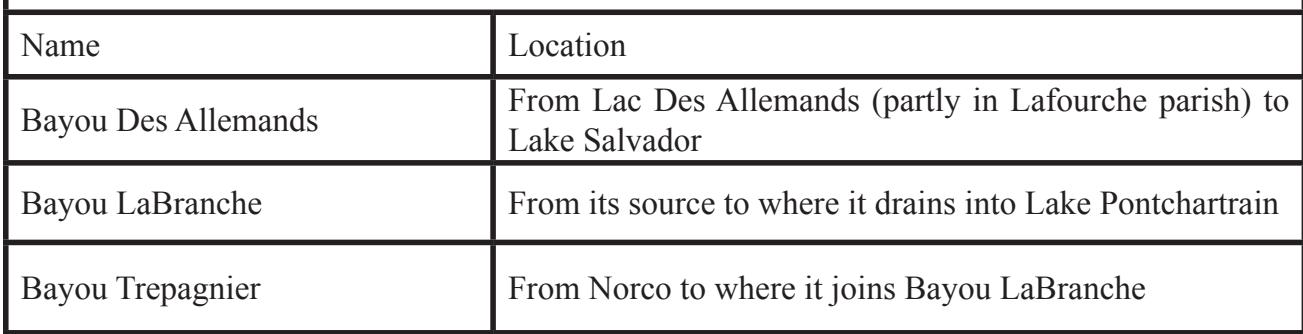 Name
Location
Bayou Des Allemands
From Lac Des Allemands (partly in Lafourche parish) to
Lake Salvador
Bayou LaBranche
From its source to where it drains into Lake Pontchartrain
Bayou Trepagnier
From Norco to where it joins Bayou LaBranche